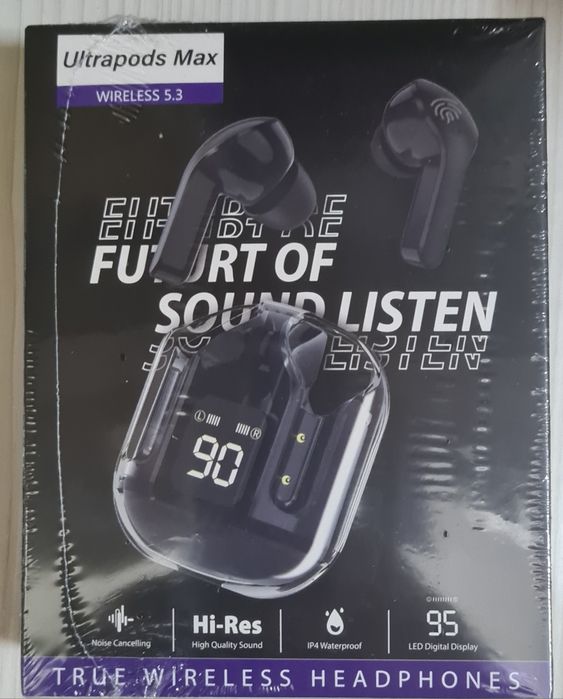 Ultrapods Max
WIRELESS 5.3
FUTURT OF
SOUND LISTEN
L R
90
Hi-Res
95
Noise Cancelling
High Quality Sound
IP4 Waterproof
LED Digital Display
TRUE WIRELESS HEADPHONES